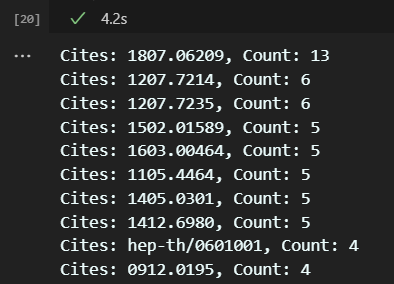 [20] 4.2s
... Cites: 1807.06209, Count: 13
Cites: 1207.7214, Count: 6
Cites: 1207.7235, Count: 6
Cites: 1502.01589, Count: 5
Cites: 1603.00464, Count: 5
Cites: 1105.4464, Count: 5
Cites: 1405.0301, Count: 5
Cites: 1412.6980, Count: 5
Cites: hep-th/0601001, Count: 4
Cites: 0912.0195, Count: 4